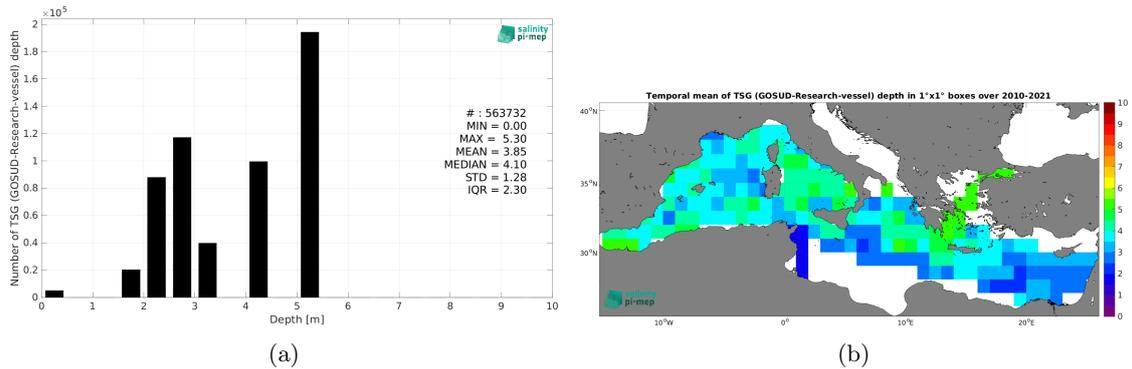 ×10⁵
2
1.8
1.6
1.4
1.2
1
0.8
0.6
0.4
0.2
0
Number of TSG (GOSUD-Research-vessel) depth
0 1 2 3 4 5 6 7 8 9 10
Depth [m]
salinity
pi-mep
# : 563732
MIN = 0.00
MAX = 5.30
MEAN = 3.85
MEDIAN = 4.10
STD = 1.28
IQR = 2.30
(a)
Temporal mean of TSG (GOSUD-Research-vessel) depth in 1°x1° boxes over 2010-2021
40°N
35°N
30°N
10°W 0° 10°E 20°E
salinity
pi-mep
10
9
8
7
6
5
4
3
2
1
0
(b)